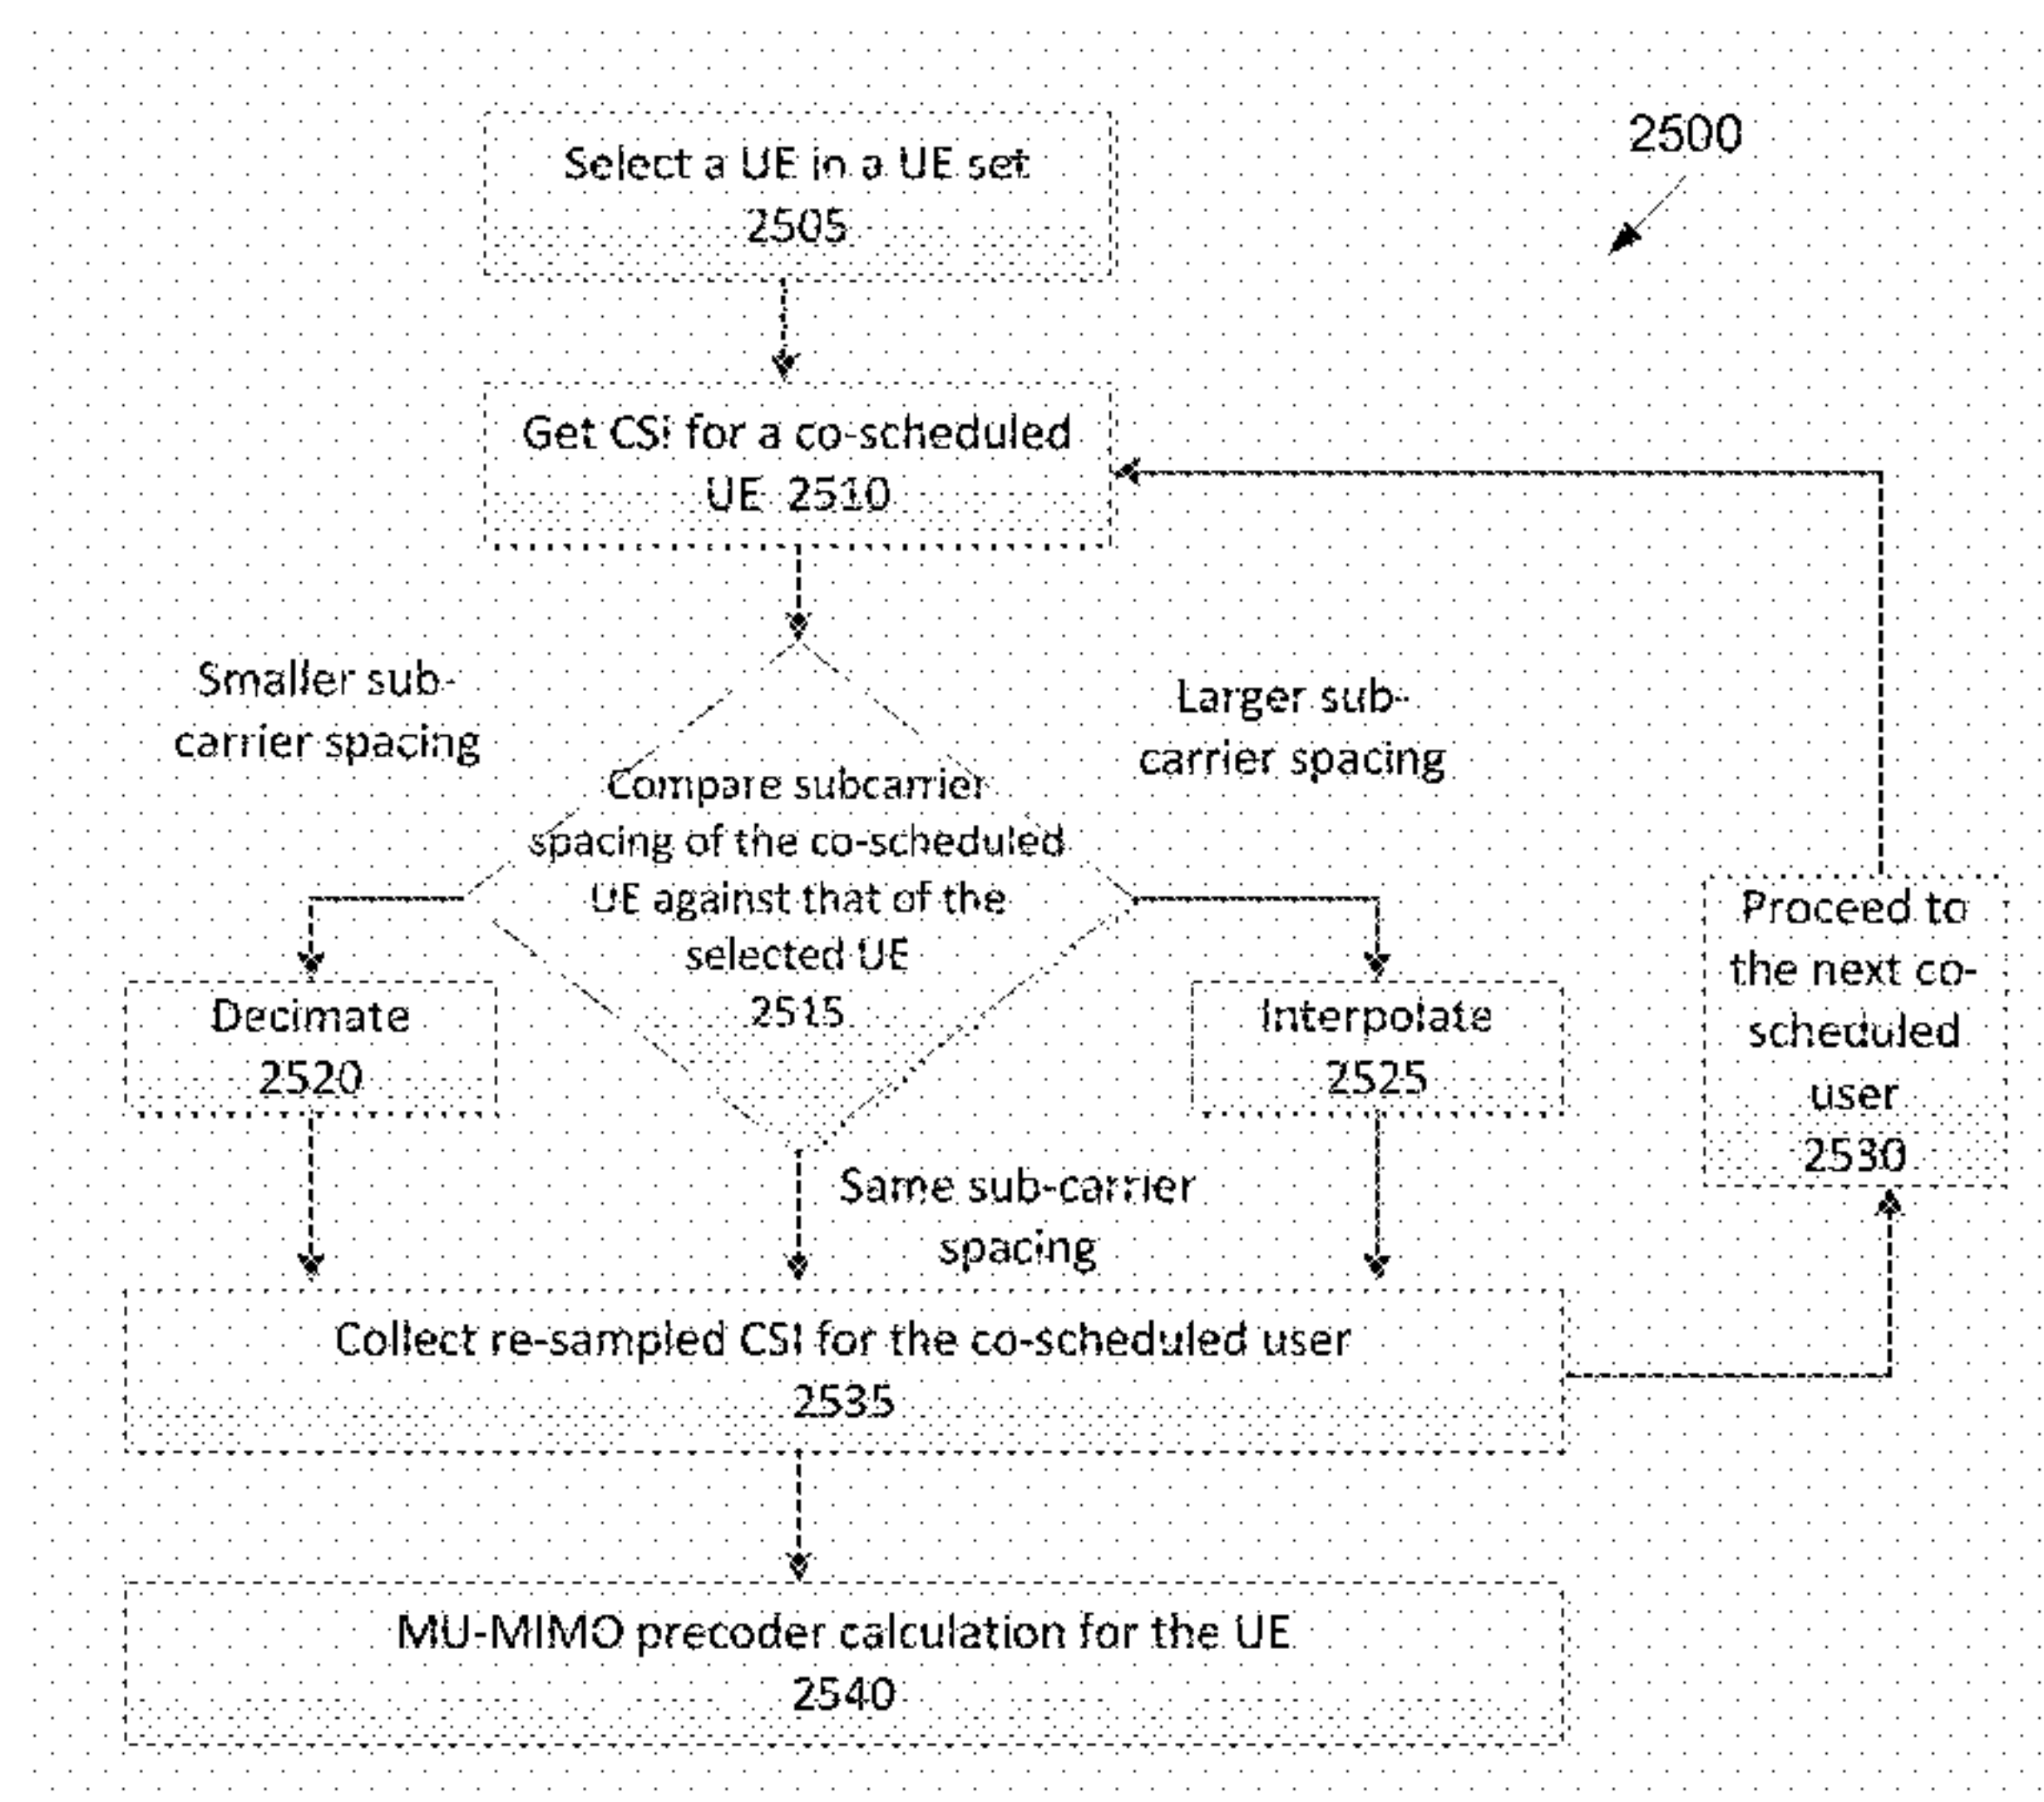 2500
Select a UE in a UE set
2505
Get CSI for a co-scheduled
UE 2510
Smaller sub-
carrier spacing
Larger sub-
carrier spacing
Compare subcarrier
spacing of the co-scheduled
UE against that of the
selected UE
2515
Decimate
2520
Interpolate
2525
Proceed to
the next co-
scheduled
user
2530
Same sub-carrier
spacing
Collect re-sampled CSI for the co-scheduled user
2535
MU-MIMO precoder calculation for the UE
2540